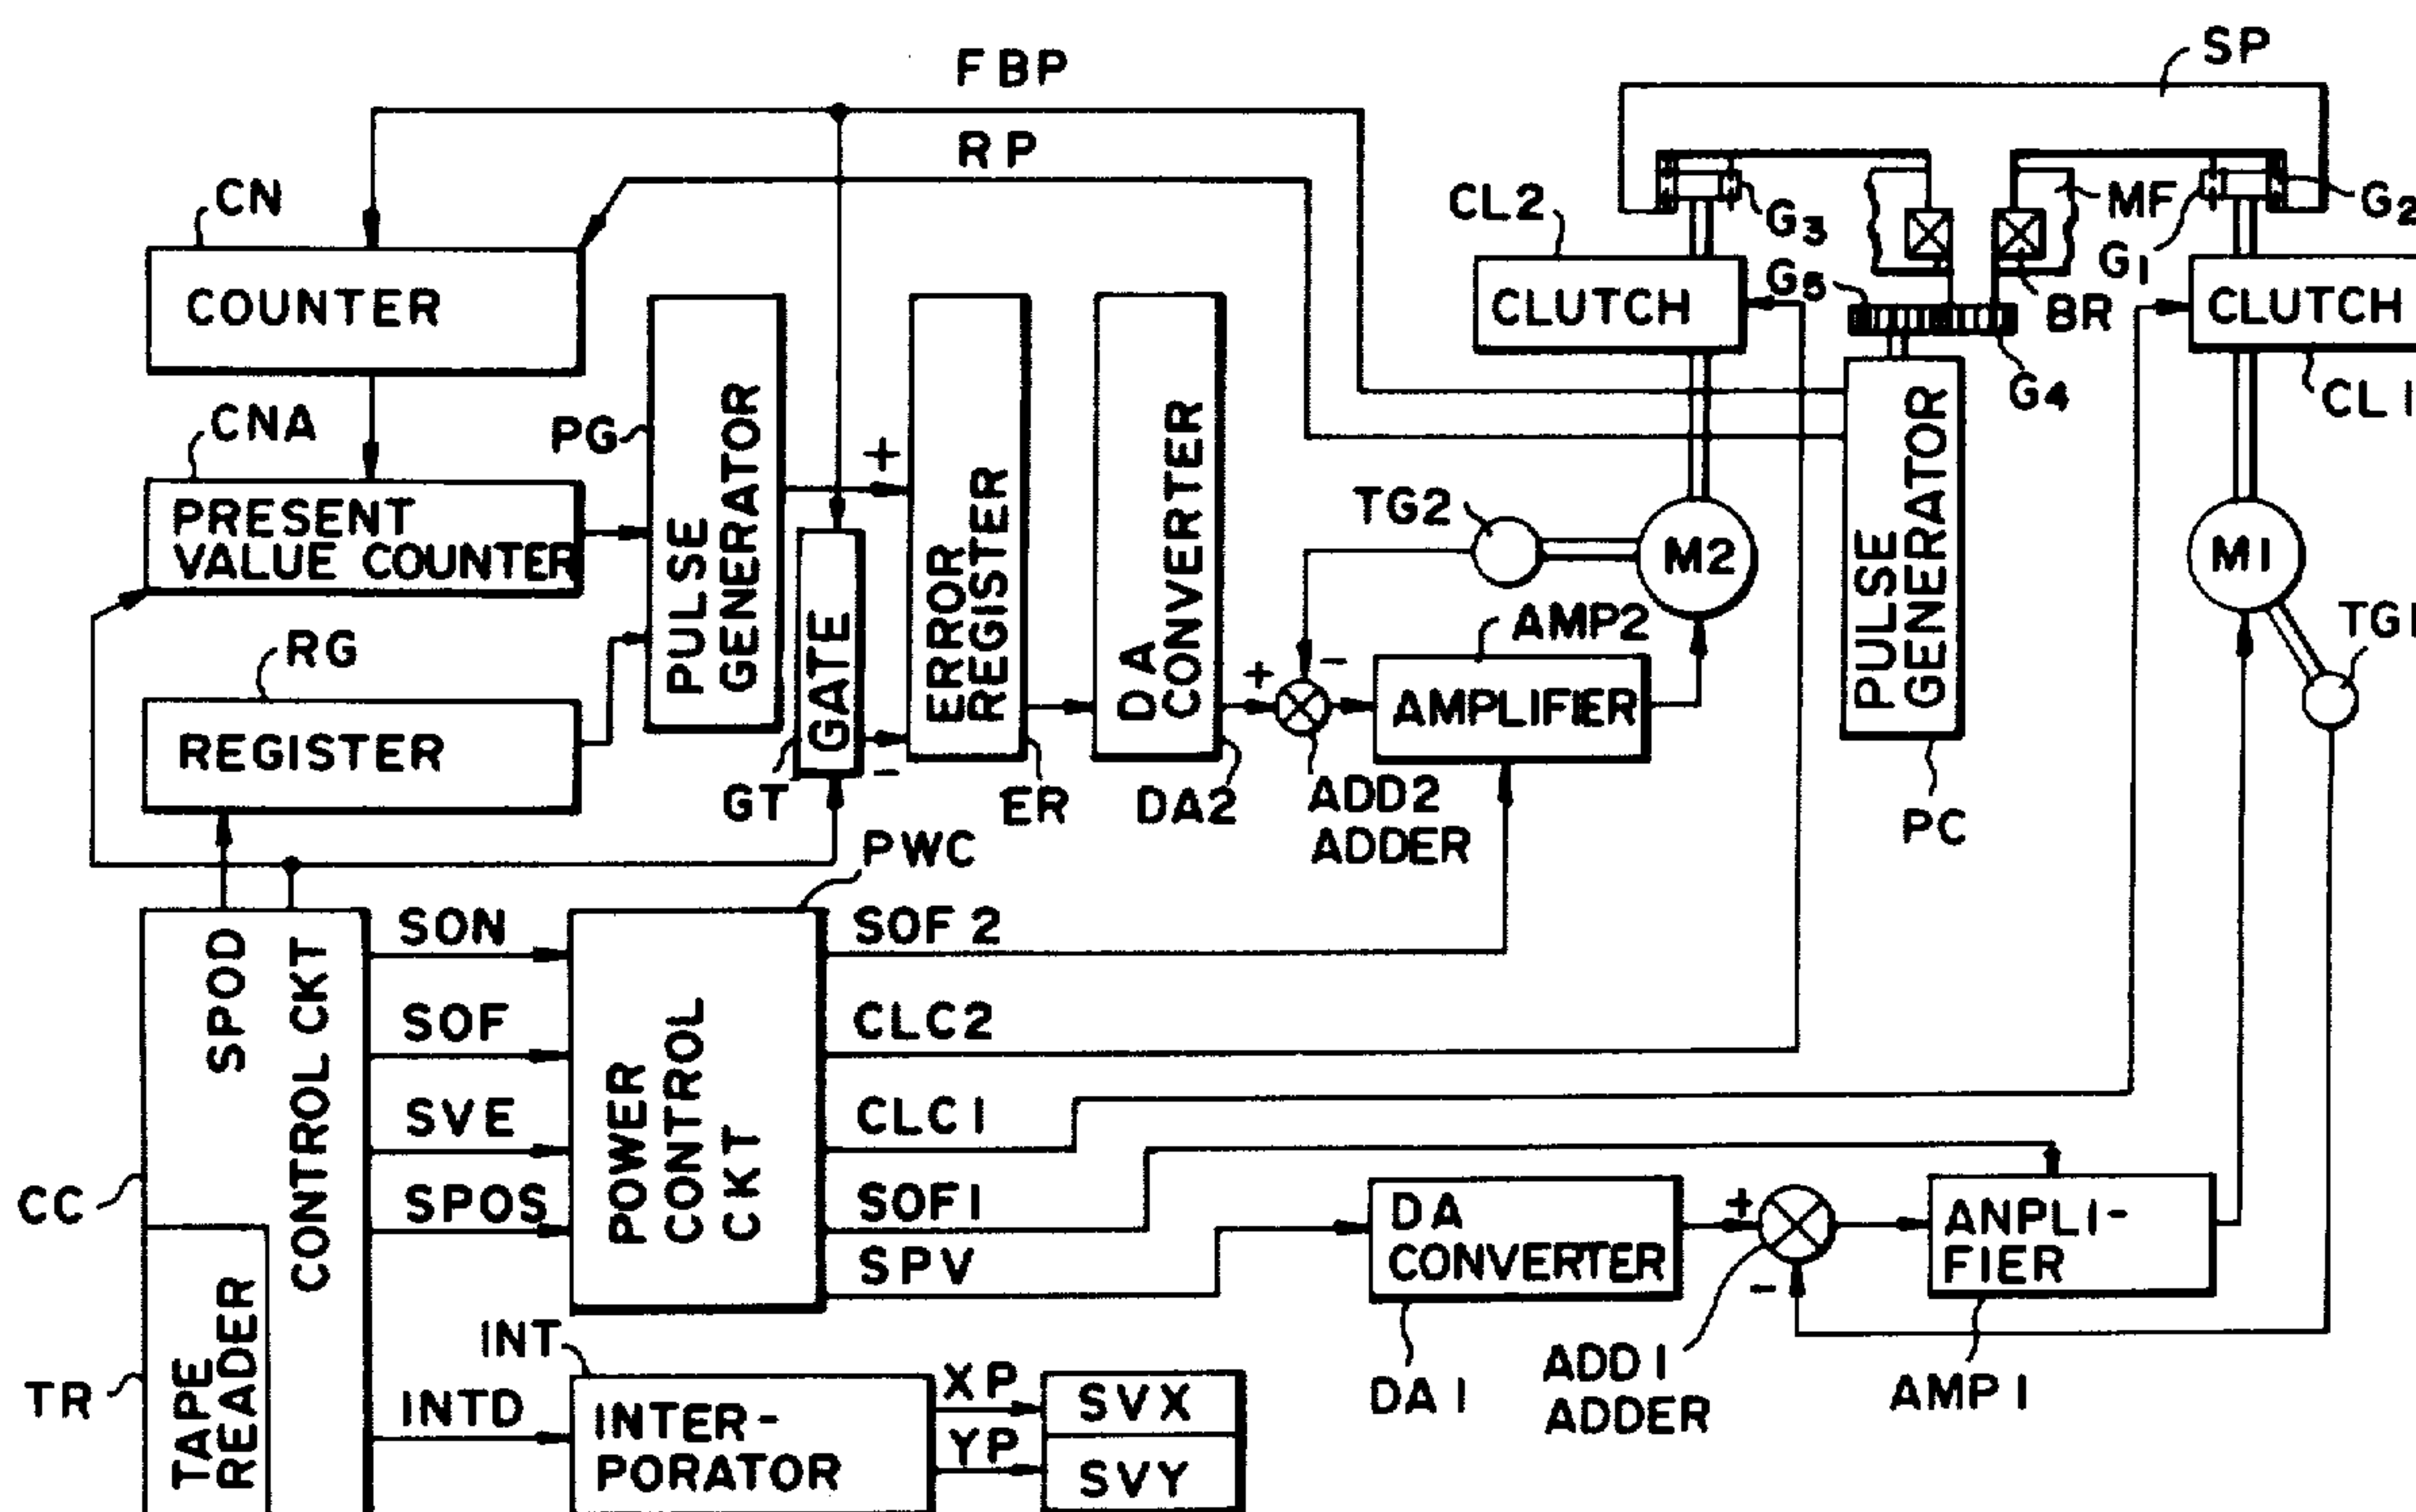 FBP
SP
RP
CN
CL2
G3
MF
G2
G1
COUNTER
CLUTCH
G5
BR
CLUTCH
G4
CL1
CNA
PG
+
PULSE
GENERATOR
ERROR
REGISTER
DA
CONVERTER
PRESENT
VALUE COUNTER
TG2
M2
M1
PULSE
GENERATOR
GATE
AMP2
TG1
RG
+
-
AMPLIFIER
REGISTER
-
GT
ER
DA2
ADD2
ADDER
PC
PWC
SPOD
CONTROL CKT
SON
SOF2
SOF
CLC2
POWER
CONTROL
CKT
SVE
CLC1
CC
SPOS
SOF1
DA
CONVERTER
+
-
ANPLI-
FIER
SPV
TAPE
READER
INT
XP
SVX
DA1
ADD1
ADDER
AMP1
TR
INTD
INTER-
PORATOR
YP
SVY